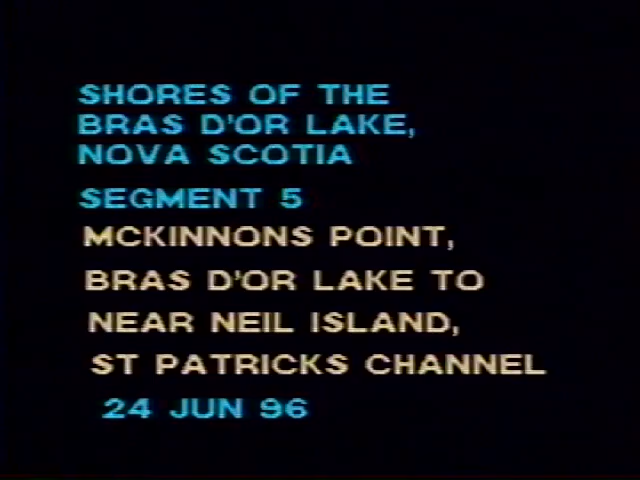 SHORES OF THE
BRAS D'OR LAKE,
NOVA SCOTIA
SEGMENT 5
MCKINNONS POINT,
BRAS D'OR LAKE TO
NEAR NEIL ISLAND,
ST PATRICKS CHANNEL
24 JUN 96